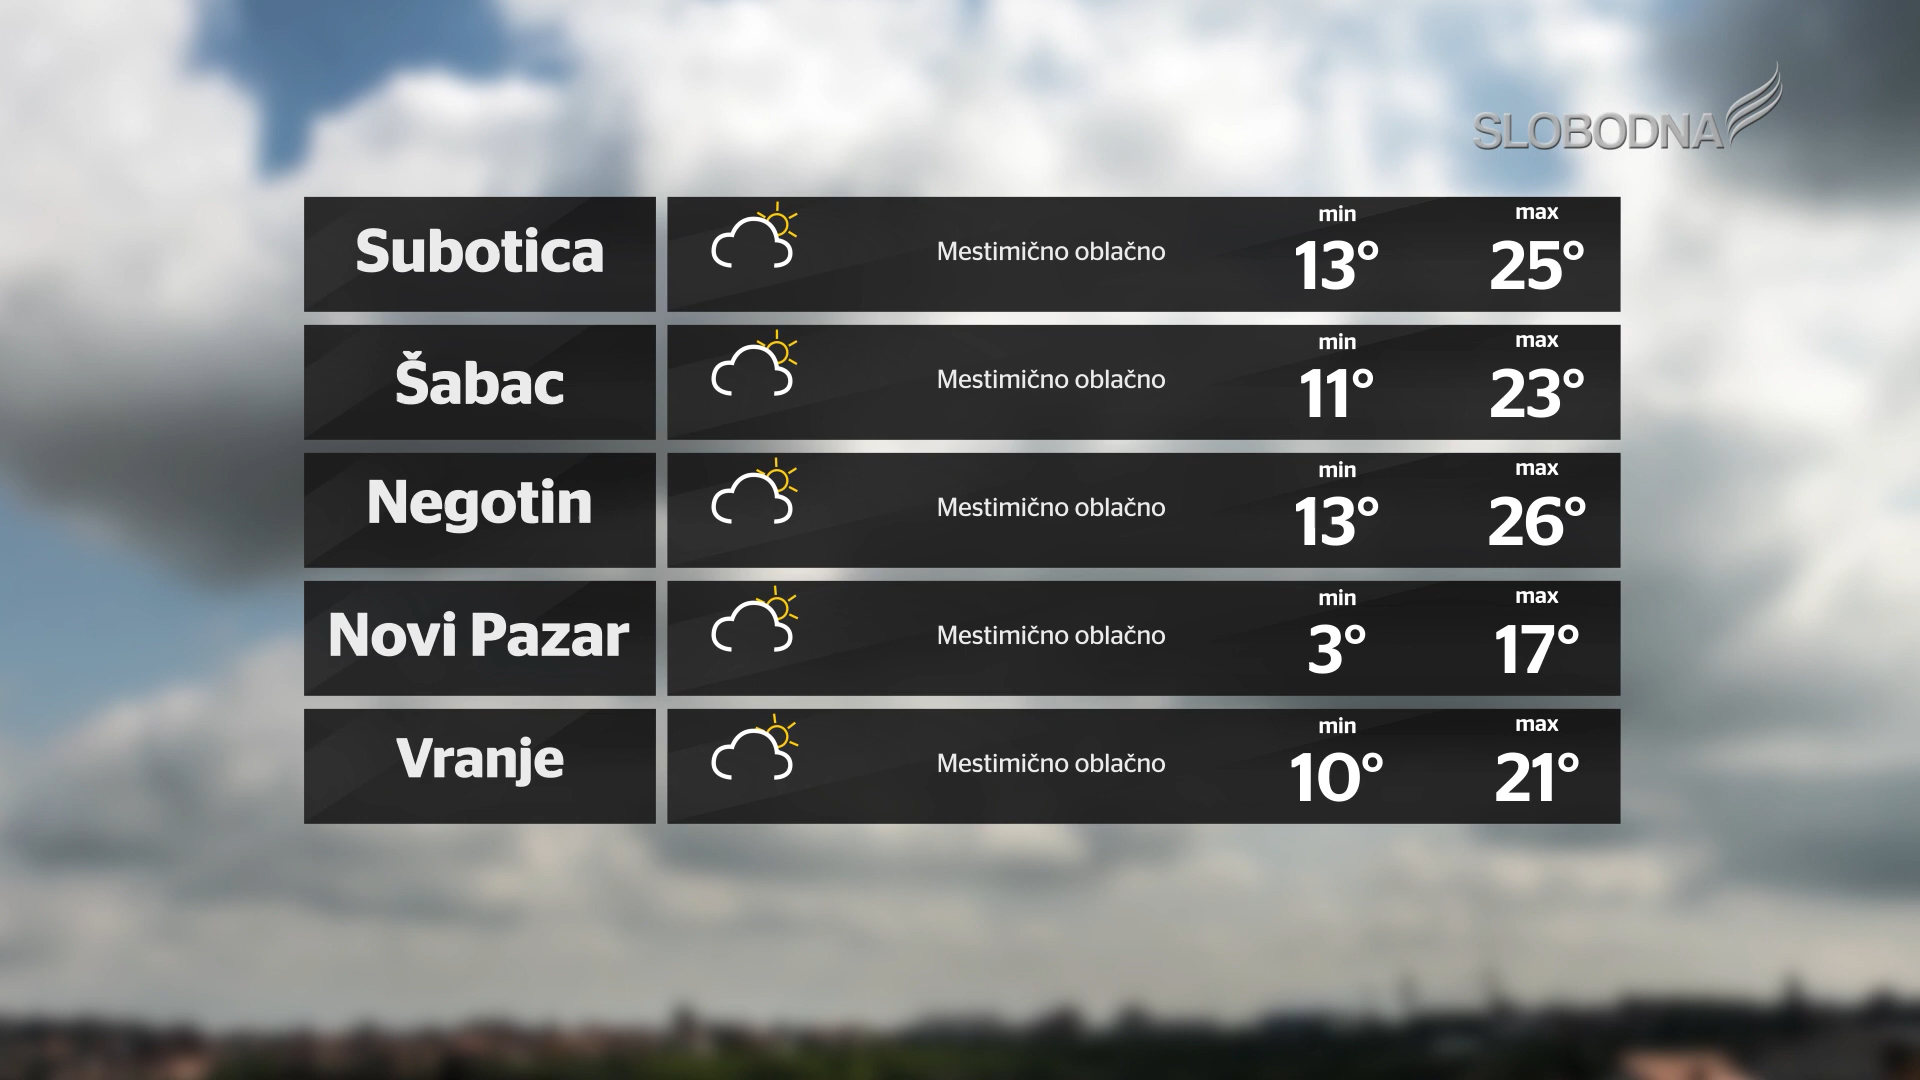 SLOBODNA
Subotica Mestimično oblačno min 13° max 25°
Šabac Mestimično oblačno min 11° max 23°
Negotin Mestimično oblačno min 13° max 26°
Novi Pazar Mestimično oblačno min 3° max 17°
Vranje Mestimično oblačno min 10° max 21°